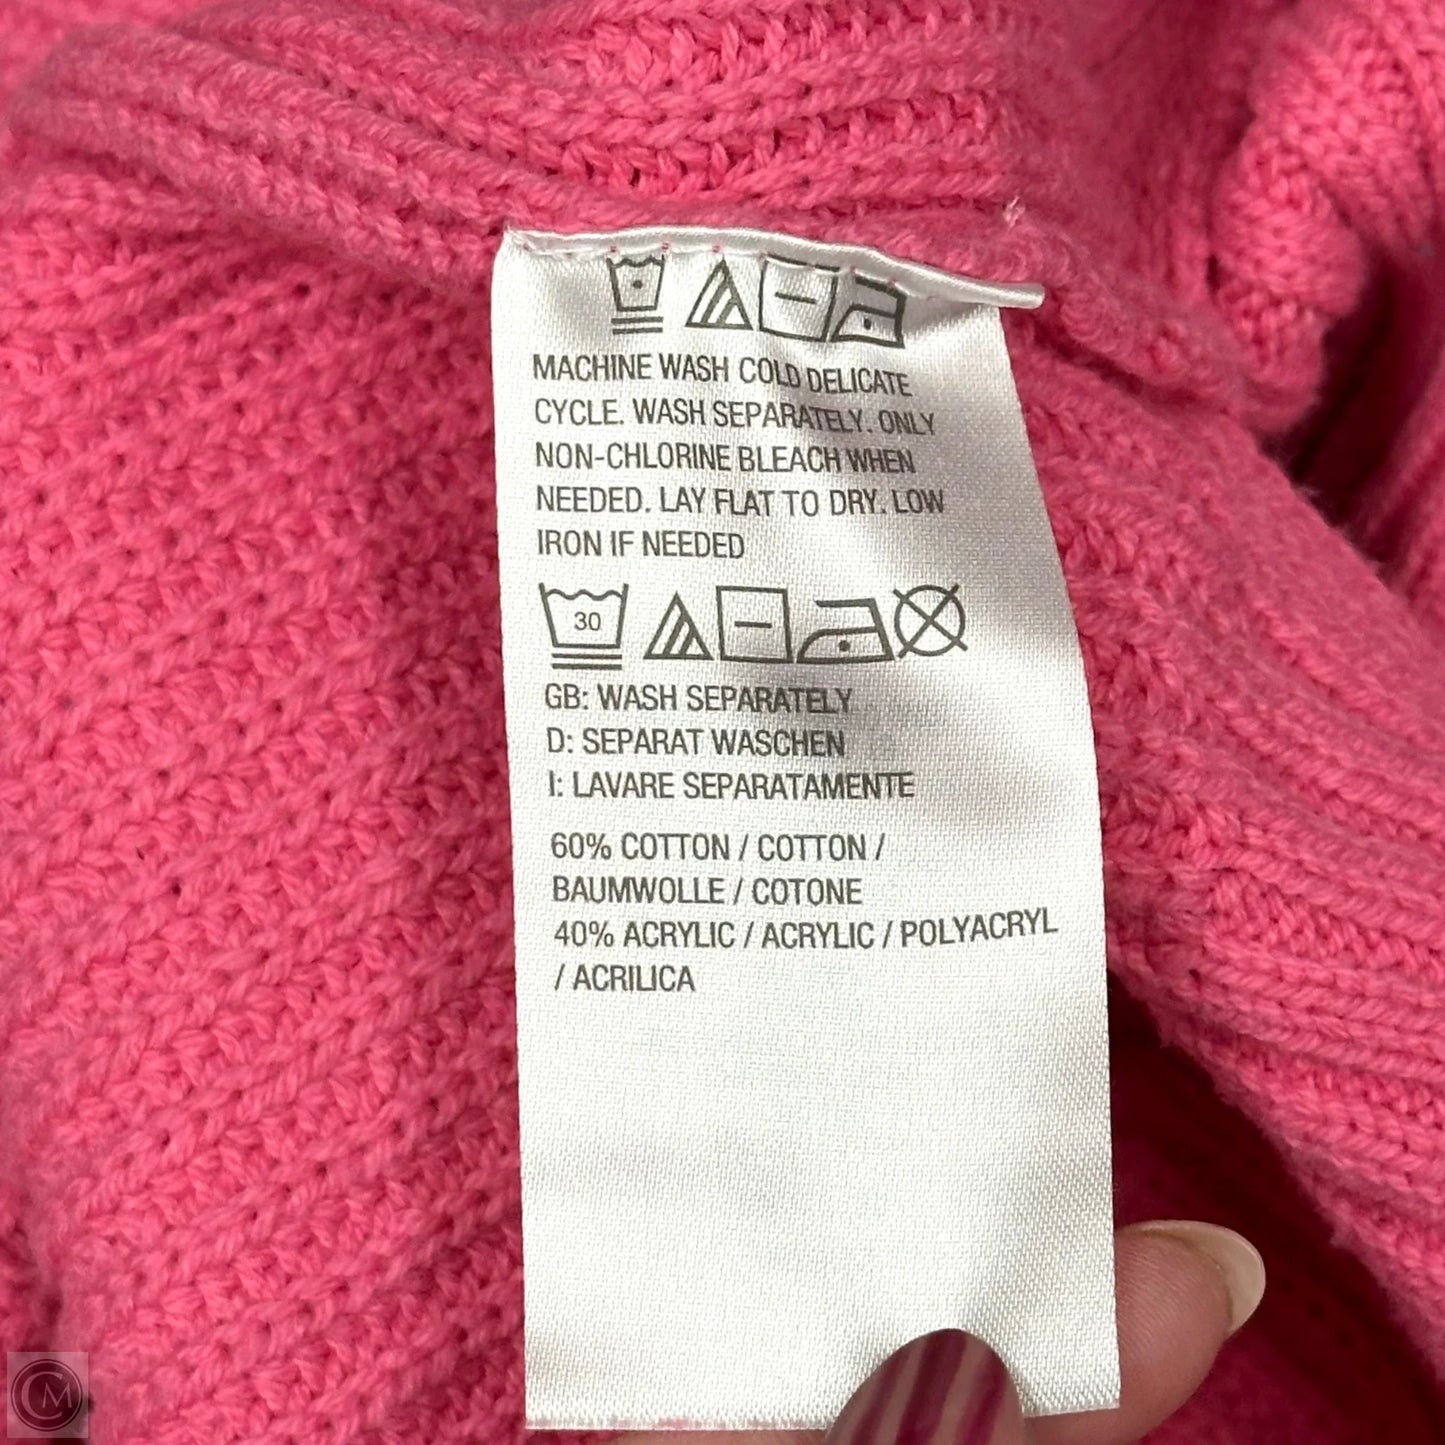 MACHINE WASH COLD DELICATE
CYCLE. WASH SEPARATELY. ONLY
NON-CHLORINE BLEACH WHEN
NEEDED. LAY FLAT TO DRY. LOW
IRON IF NEEDED
30
GB: WASH SEPARATELY
D: SEPARAT WASCHEN
I: LAVARE SEPARATAMENTE
60% COTTON / COTTON /
BAUMWOLLE / COTONE
40% ACRYLIC / ACRYLIC / POLYACRYL
/ ACRILICA
CM